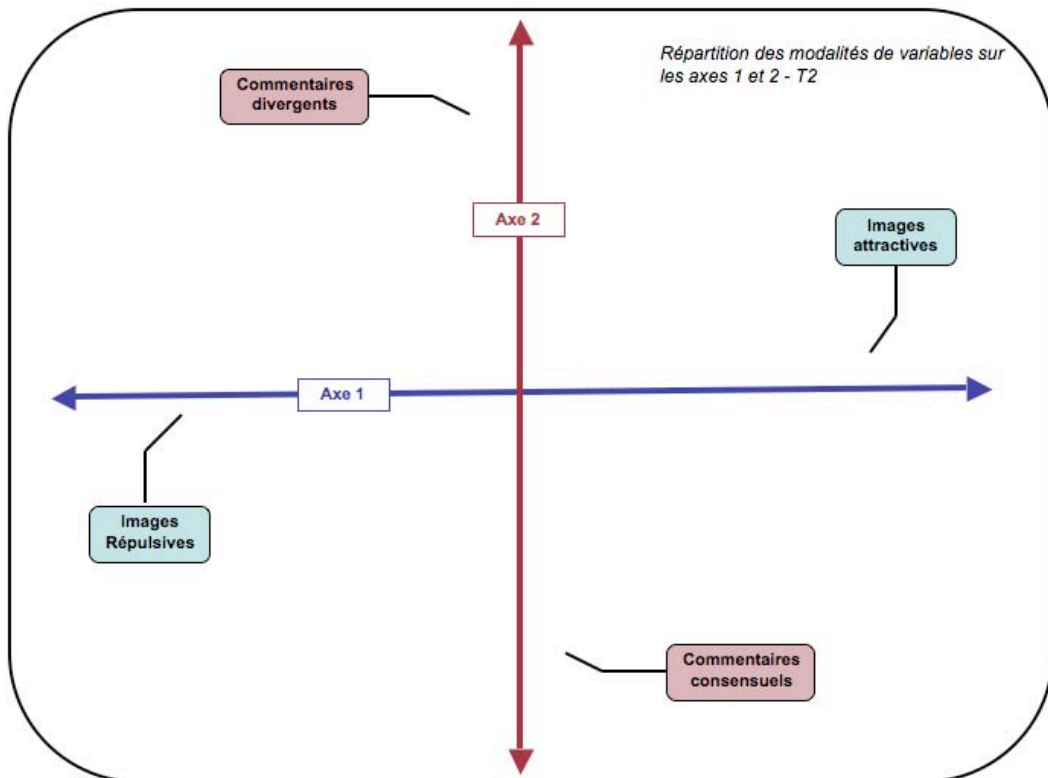 Répartition des modalités de variables sur
les axes 1 et 2 - T2
Commentaires
divergents
Axe 2
Images
attractives
Axe 1
Images
Répulsives
Commentaires
consensuels